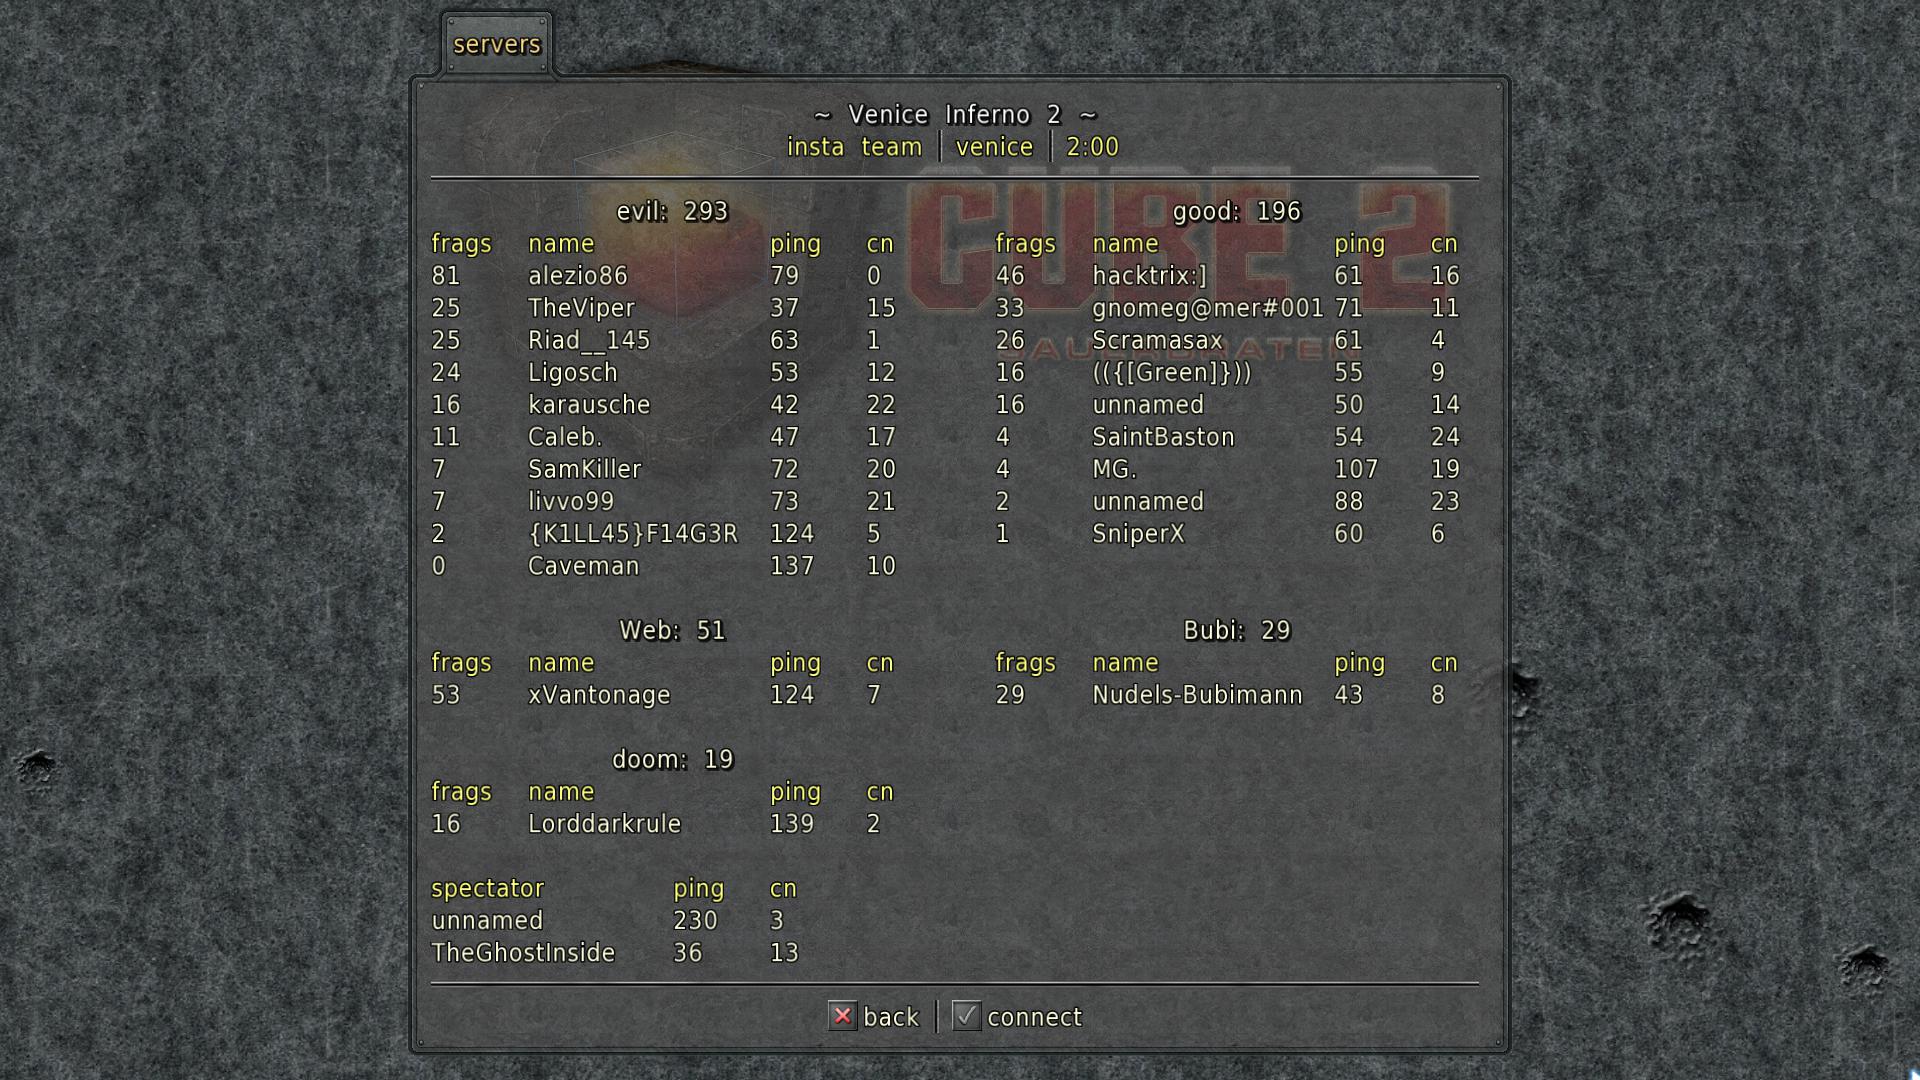 servers
~ Venice Inferno 2 ~
insta team | venice | 2:00
CUBE 2
SAUERBRATEN
evil: 293
frags name ping cn
81 alezio86 79 0
25 TheViper 37 15
25 Riad__145 63 1
24 Ligosch 53 12
16 karausche 42 22
11 Caleb. 47 17
7 SamKiller 72 20
7 livvo99 73 21
2 {K1LL45}F14G3R 124 5
0 Caveman 137 10
good: 196
frags name ping cn
46 hacktrix:] 61 16
33 gnomeg@mer#001 71 11
26 Scramasax 61 4
16 (({[Green]})) 55 9
16 unnamed 50 14
4 SaintBaston 54 24
4 MG. 107 19
2 unnamed 88 23
1 SniperX 60 6
Web: 51
frags name ping cn
53 xVantonage 124 7
Bubi: 29
frags name ping cn
29 Nudels-Bubimann 43 8
doom: 19
frags name ping cn
16 Lorddarkrule 139 2
spectator ping cn
unnamed 230 3
TheGhostInside 36 13
back | connect